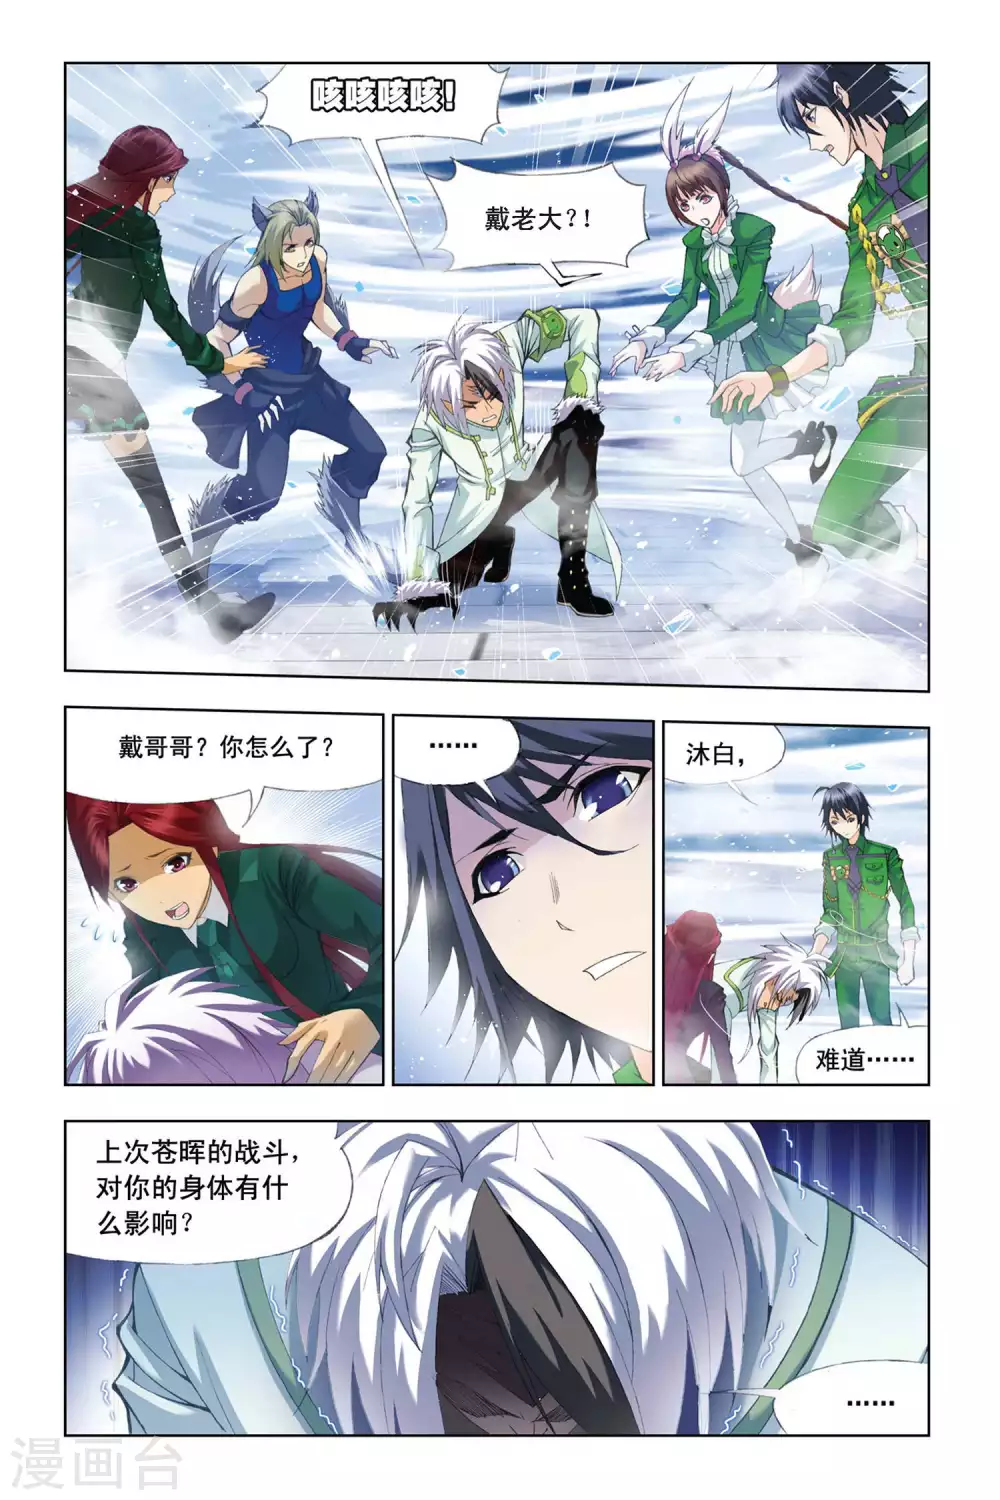 咳咳咳咳！
戴老大？！
戴哥哥？你怎么了？
……
沐白，
难道……
上次苍晖的战斗，
对你的身体有什
么影响？
……
漫画台